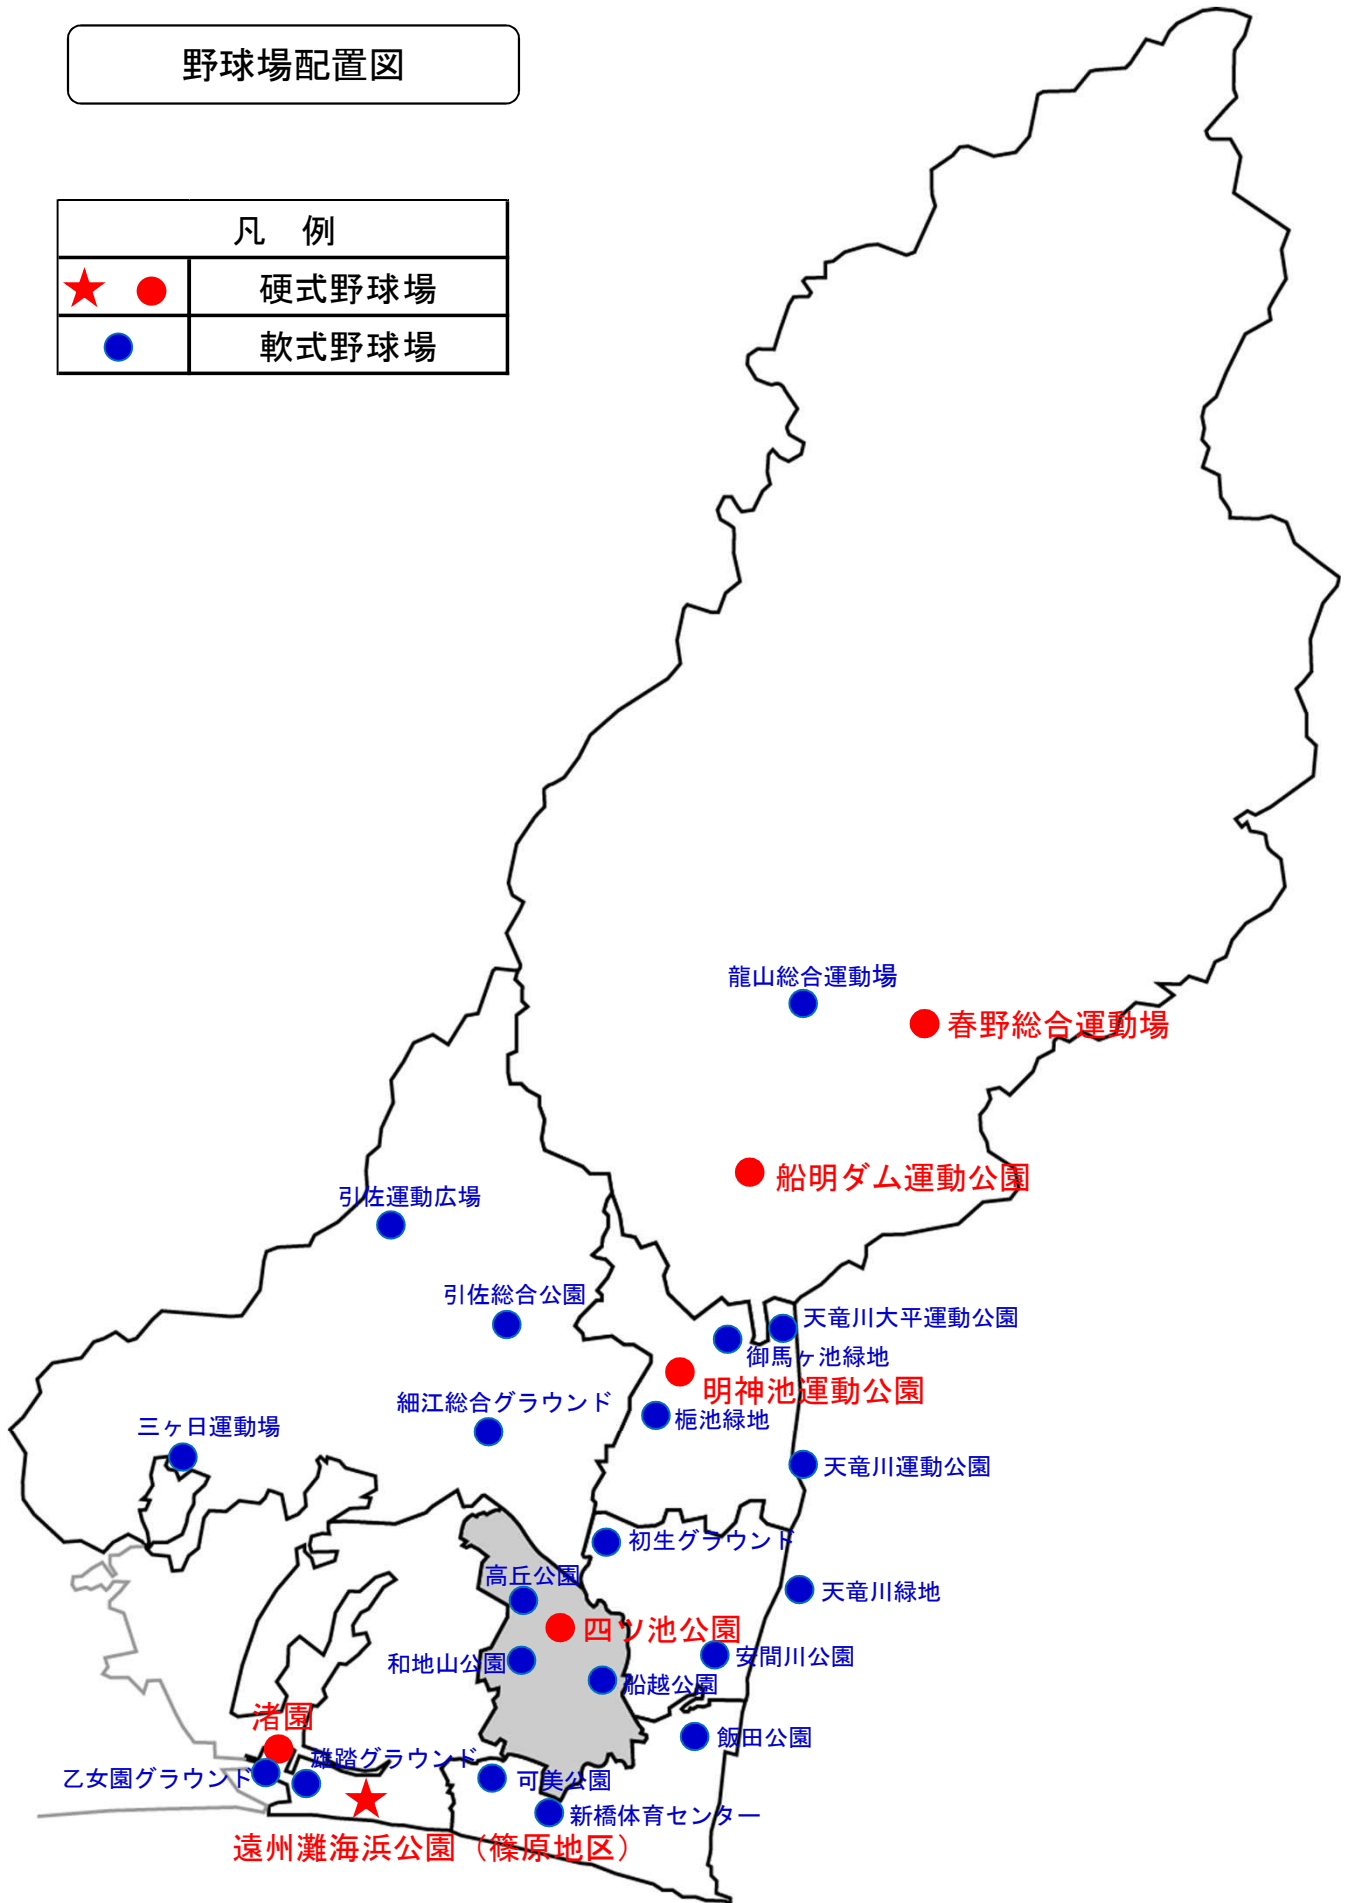 野球場配置図
凡　例
硬式野球場
軟式野球場
龍山総合運動場
春野総合運動場
船明ダム運動公園
引佐運動広場
引佐総合公園
天竜川大平運動公園
御馬ヶ池緑地
明神池運動公園
細江総合グラウンド
梔池緑地
三ヶ日運動場
天竜川運動公園
初生グラウンド
高丘公園
天竜川緑地
四ツ池公園
和地山公園
安間川公園
船越公園
渚園
飯田公園
雄踏グラウンド
乙女園グラウンド
可美公園
新橋体育センター
遠州灘海浜公園（篠原地区）